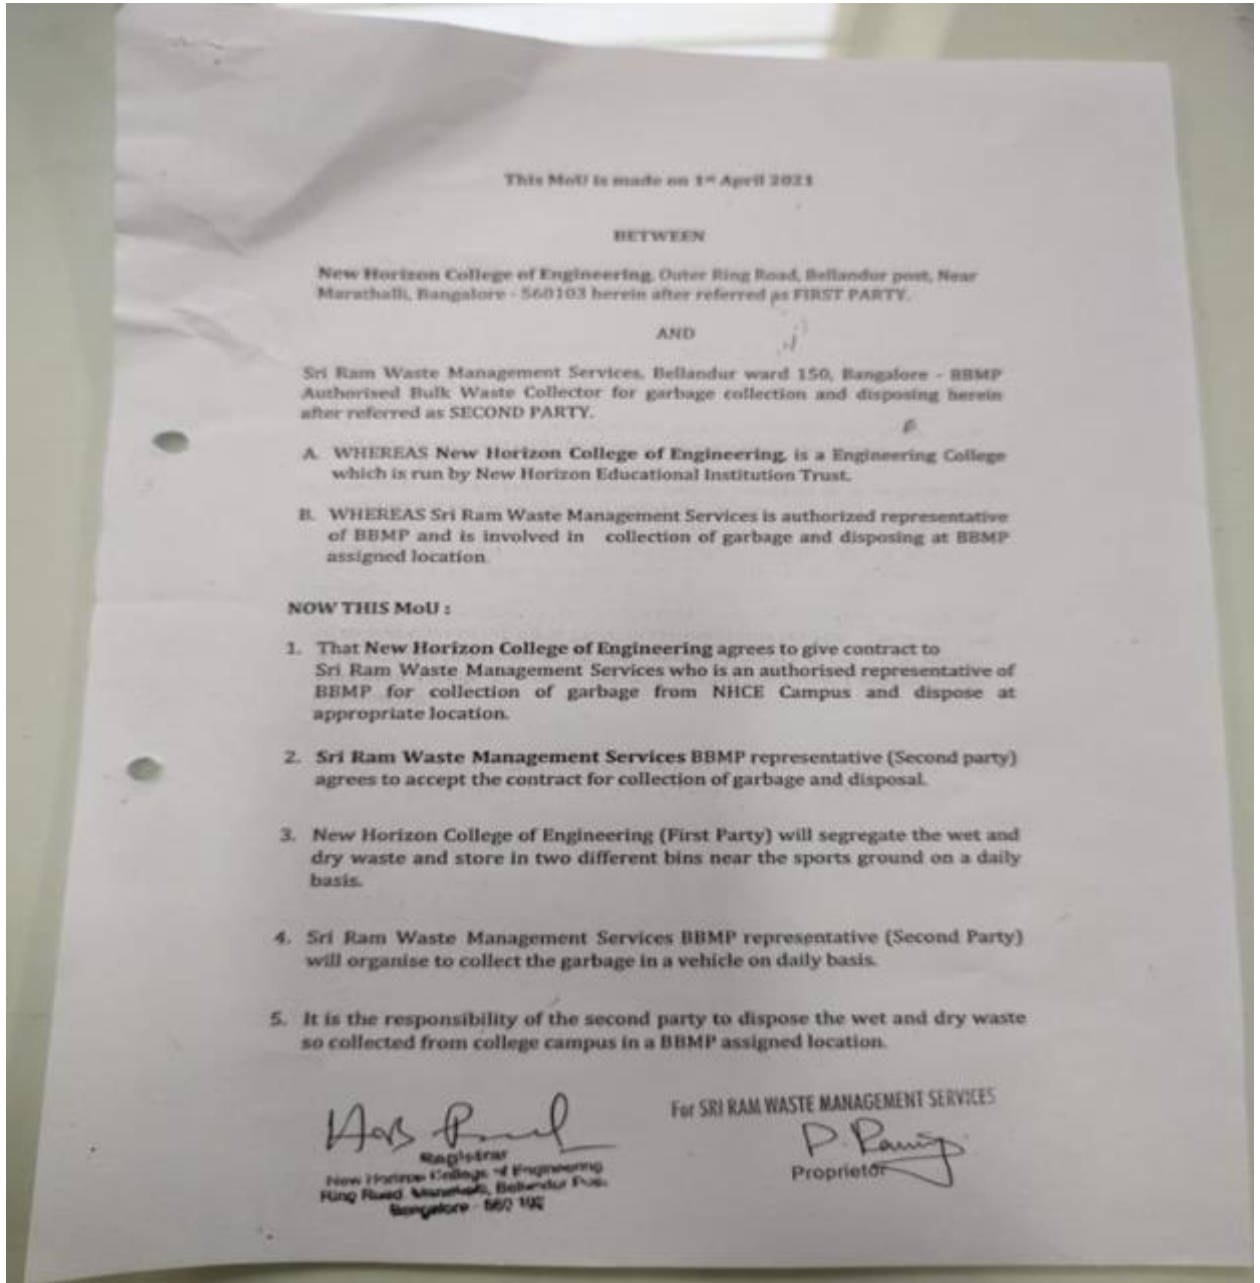 This MoU is made on 1st April 2021
BETWEEN
New Horizon College of Engineering, Outer Ring Road, Bellandur post, Near
Marathalli, Bangalore - 560103 herein after referred as FIRST PARTY.
AND
Sri Ram Waste Management Services, Bellandur ward 150, Bangalore - BBMP
Authorised Bulk Waste Collector for garbage collection and disposing herein
after referred as SECOND PARTY.
A. WHEREAS New Horizon College of Engineering, is a Engineering College
which is run by New Horizon Educational Institution Trust.
B. WHEREAS Sri Ram Waste Management Services is authorized representative
of BBMP and is involved in collection of garbage and disposing at BBMP
assigned location.
NOW THIS MoU :
1. That New Horizon College of Engineering agrees to give contract to
Sri Ram Waste Management Services who is an authorised representative of
BBMP for collection of garbage from NHCE Campus and dispose at
appropriate location.
2. Sri Ram Waste Management Services BBMP representative (Second party)
agrees to accept the contract for collection of garbage and disposal.
3. New Horizon College of Engineering (First Party) will segregate the wet and
dry waste and store in two different bins near the sports ground on a daily
basis.
4. Sri Ram Waste Management Services BBMP representative (Second Party)
will organise to collect the garbage in a vehicle on daily basis.
5. It is the responsibility of the second party to dispose the wet and dry waste
so collected from college campus in a BBMP assigned location.
For SRI RAM WASTE MANAGEMENT SERVICES
Proprietor
Registrar
New Horizon College of Engineering
Ring Road, Bellandur
Bangalore